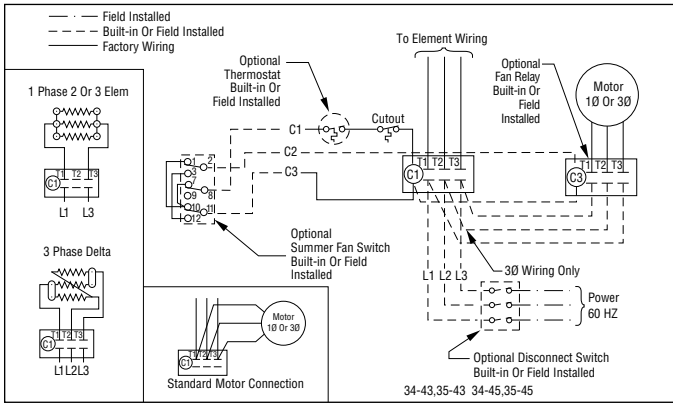 Field Installed
Built-in Or Field Installed
Factory Wiring
1 Phase 2 Or 3 Elem
C1
T1 T2 T3
L1 L3
3 Phase Delta
T1 T2 T3
C1
L1L2L3
Optional
Thermostat
Built-in Or
Field Installed
To Element Wiring
Optional
Fan Relay
Built-in Or
Field
Installed
Motor
1Ø Or 3Ø
C1
Cutout
C2
C3
T1 T2 T3
C1
T1 T2 T3
C3
1 2
3
7
8
9
10 11
12
Optional
Summer Fan Switch
Built-in Or Field
Installed
L1 L2 L3
3Ø Wiring Only
Power
60 HZ
Optional Disconnect Switch
Built-in Or Field Installed
Motor
1Ø Or 3Ø
T1 T2 T3
C1
Standard Motor Connection
34-43,35-43 34-45,35-45